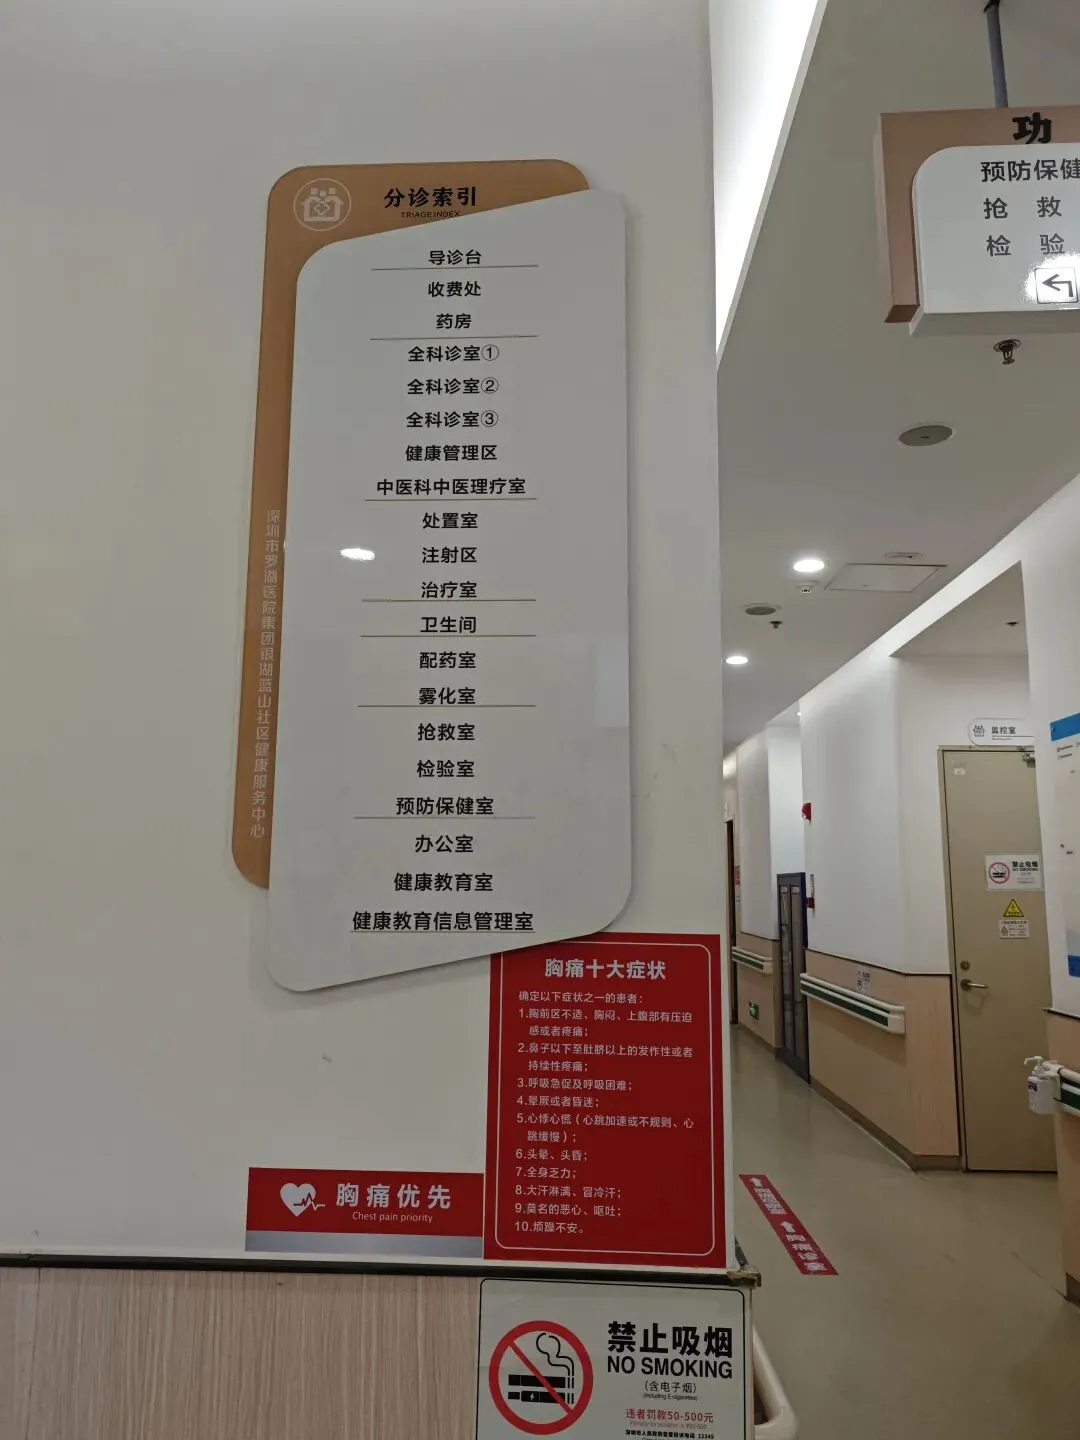 分诊索引
TRIAGE INDEX
导诊台
收费处
药房
全科诊室①
全科诊室②
全科诊室③
健康管理区
中医科中医理疗室
处置室
注射区
治疗室
卫生间
配药室
雾化室
抢救室
检验室
预防保健室
办公室
健康教育室
健康教育信息管理室
深圳市罗湖医院集团银湖蓝山社区健康服务中心
胸痛十大症状
确定以下症状之一的患者：
1.胸前区不适、胸闷、上腹部有压迫
感或者疼痛；
2.鼻子以下至肚脐以上的发作性或者
持续性疼痛；
3.呼吸急促及呼吸困难；
4.晕厥或者昏迷；
5.心悸心慌（心跳加速或不规则、心
跳缓慢）；
6.头晕、头昏；
7.全身乏力；
8.大汗淋漓、冒冷汗；
9.莫名的恶心、呕吐；
10.烦躁不安。
胸痛优先
Chest pain priority
禁止吸烟
NO SMOKING
(含电子烟)
(Including E-cigarettes)
违者罚款50-500元
功
预防保健
抢 救
检 验
监控室
禁止吸烟
NO SMOKING
胸痛诊室